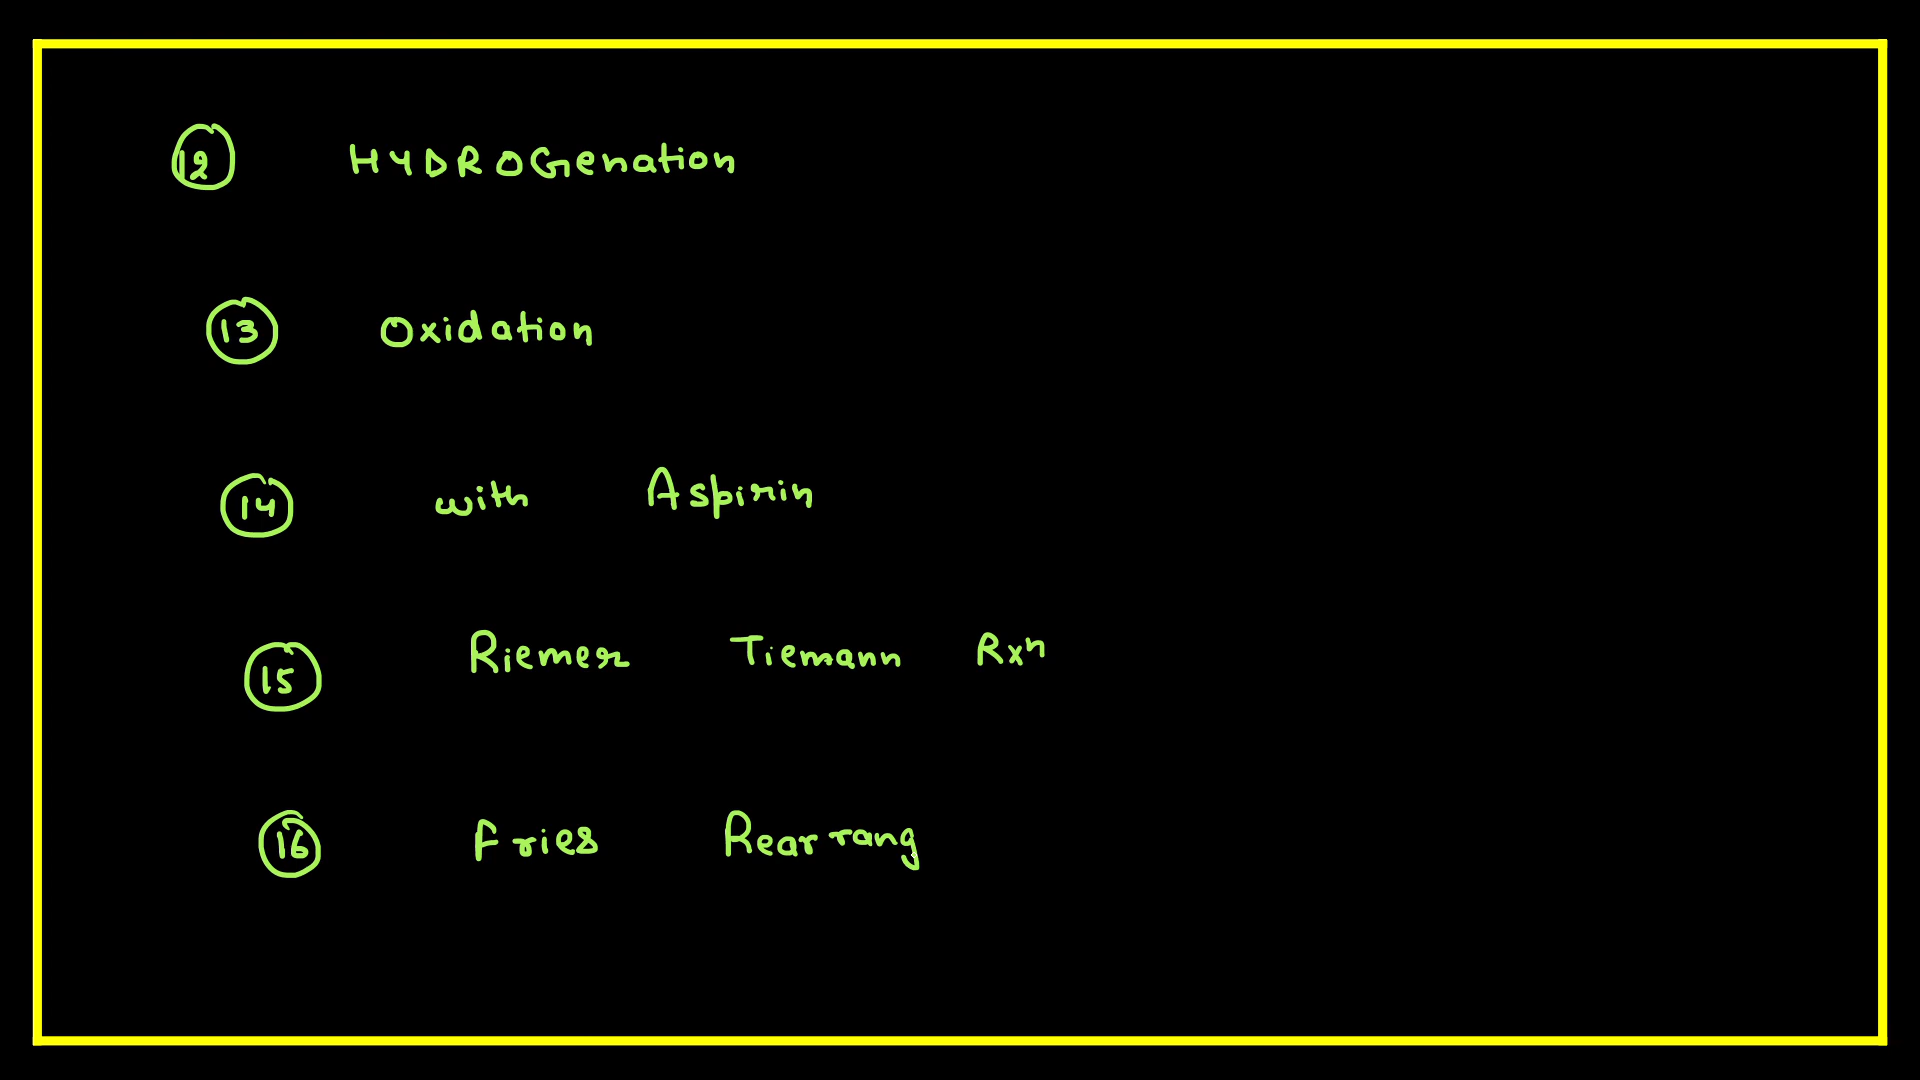 12 HYDROGenation
13 Oxidation
14 with Aspirin
15 Riemer Tiemann Rxn
16 Fries Rearrang